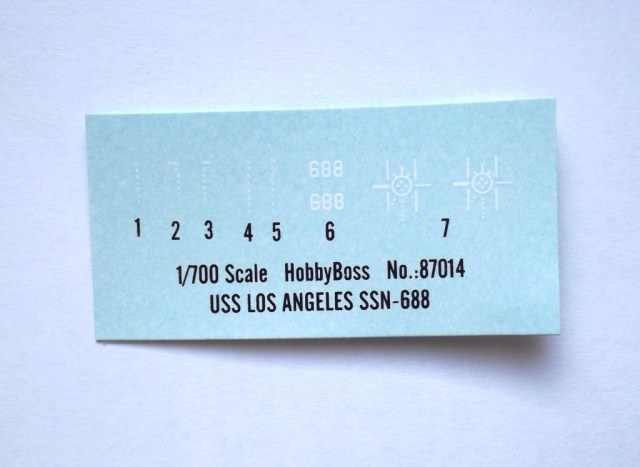 688
688
1 2 3 4 5 6 7
1/700 Scale HobbyBoss No.:87014
USS LOS ANGELES SSN-688